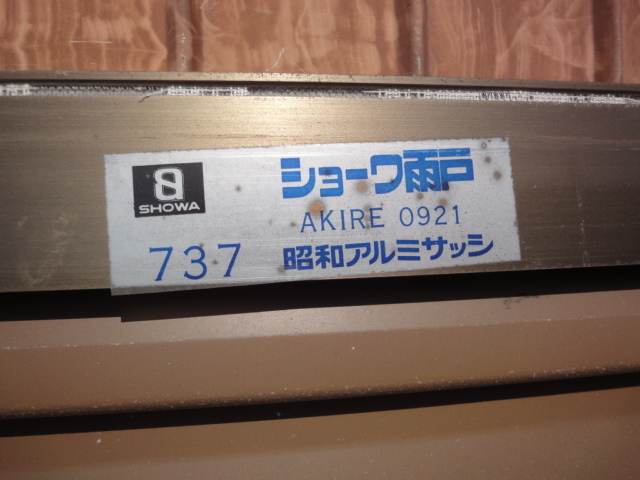 SHOWA
ショーワ雨戸
AKIRE 0921
737
昭和アルミサッシ